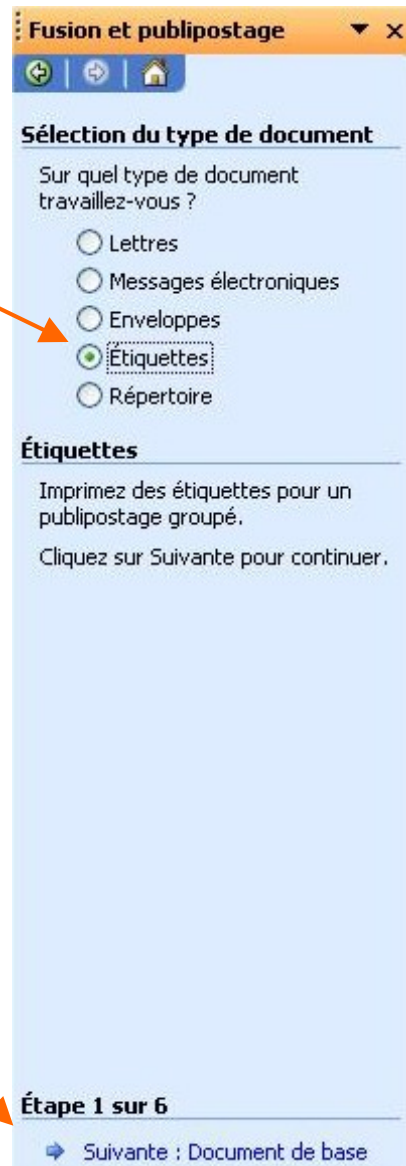 Fusion et publipostage
Sélection du type de document
Sur quel type de document
travaillez-vous ?
Lettres
Messages électroniques
Enveloppes
Étiquettes
Répertoire
Étiquettes
Imprimez des étiquettes pour un
publipostage groupé.
Cliquez sur Suivante pour continuer.
Étape 1 sur 6
Suivante : Document de base